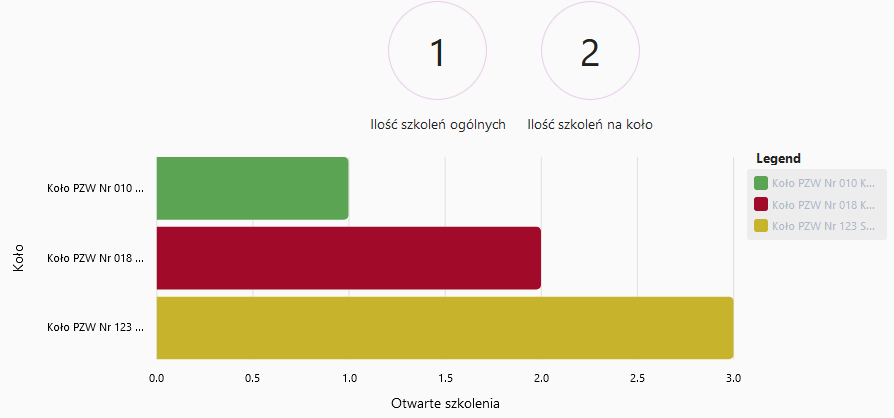 1
2
Ilość szkoleń ogólnych
Ilość szkoleń na koło
Legend
Koło PZW Nr 010 K...
Koło PZW Nr 018 K...
Koło PZW Nr 123 S...
Koło
Koło PZW Nr 010 ...
Koło PZW Nr 018 ...
Koło PZW Nr 123 ...
0.0
0.5
1.0
1.5
2.0
2.5
3.0
Otwarte szkolenia